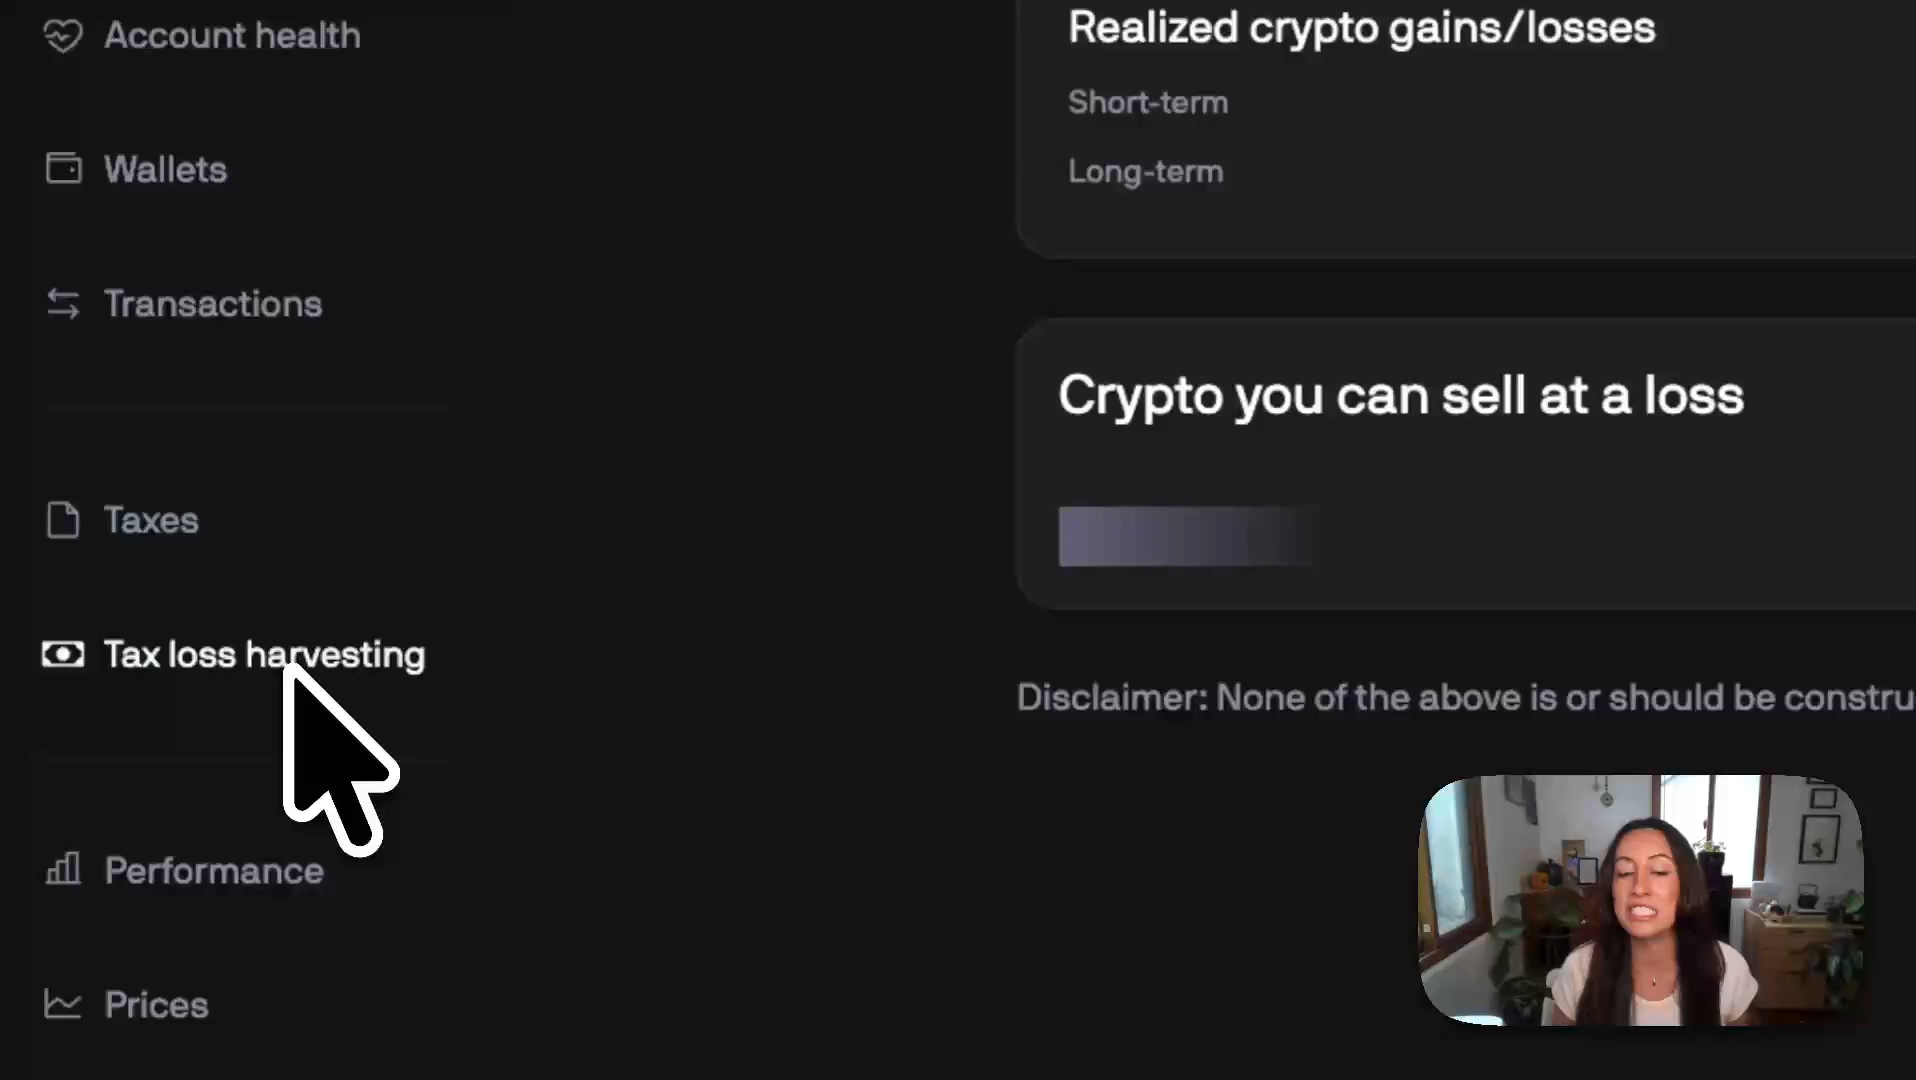 Account health
Wallets
Transactions
Taxes
Tax loss harvesting
Performance
Prices
Realized crypto gains/losses
Short-term
Long-term
Crypto you can sell at a loss
Disclaimer: None of the above is or should be constru